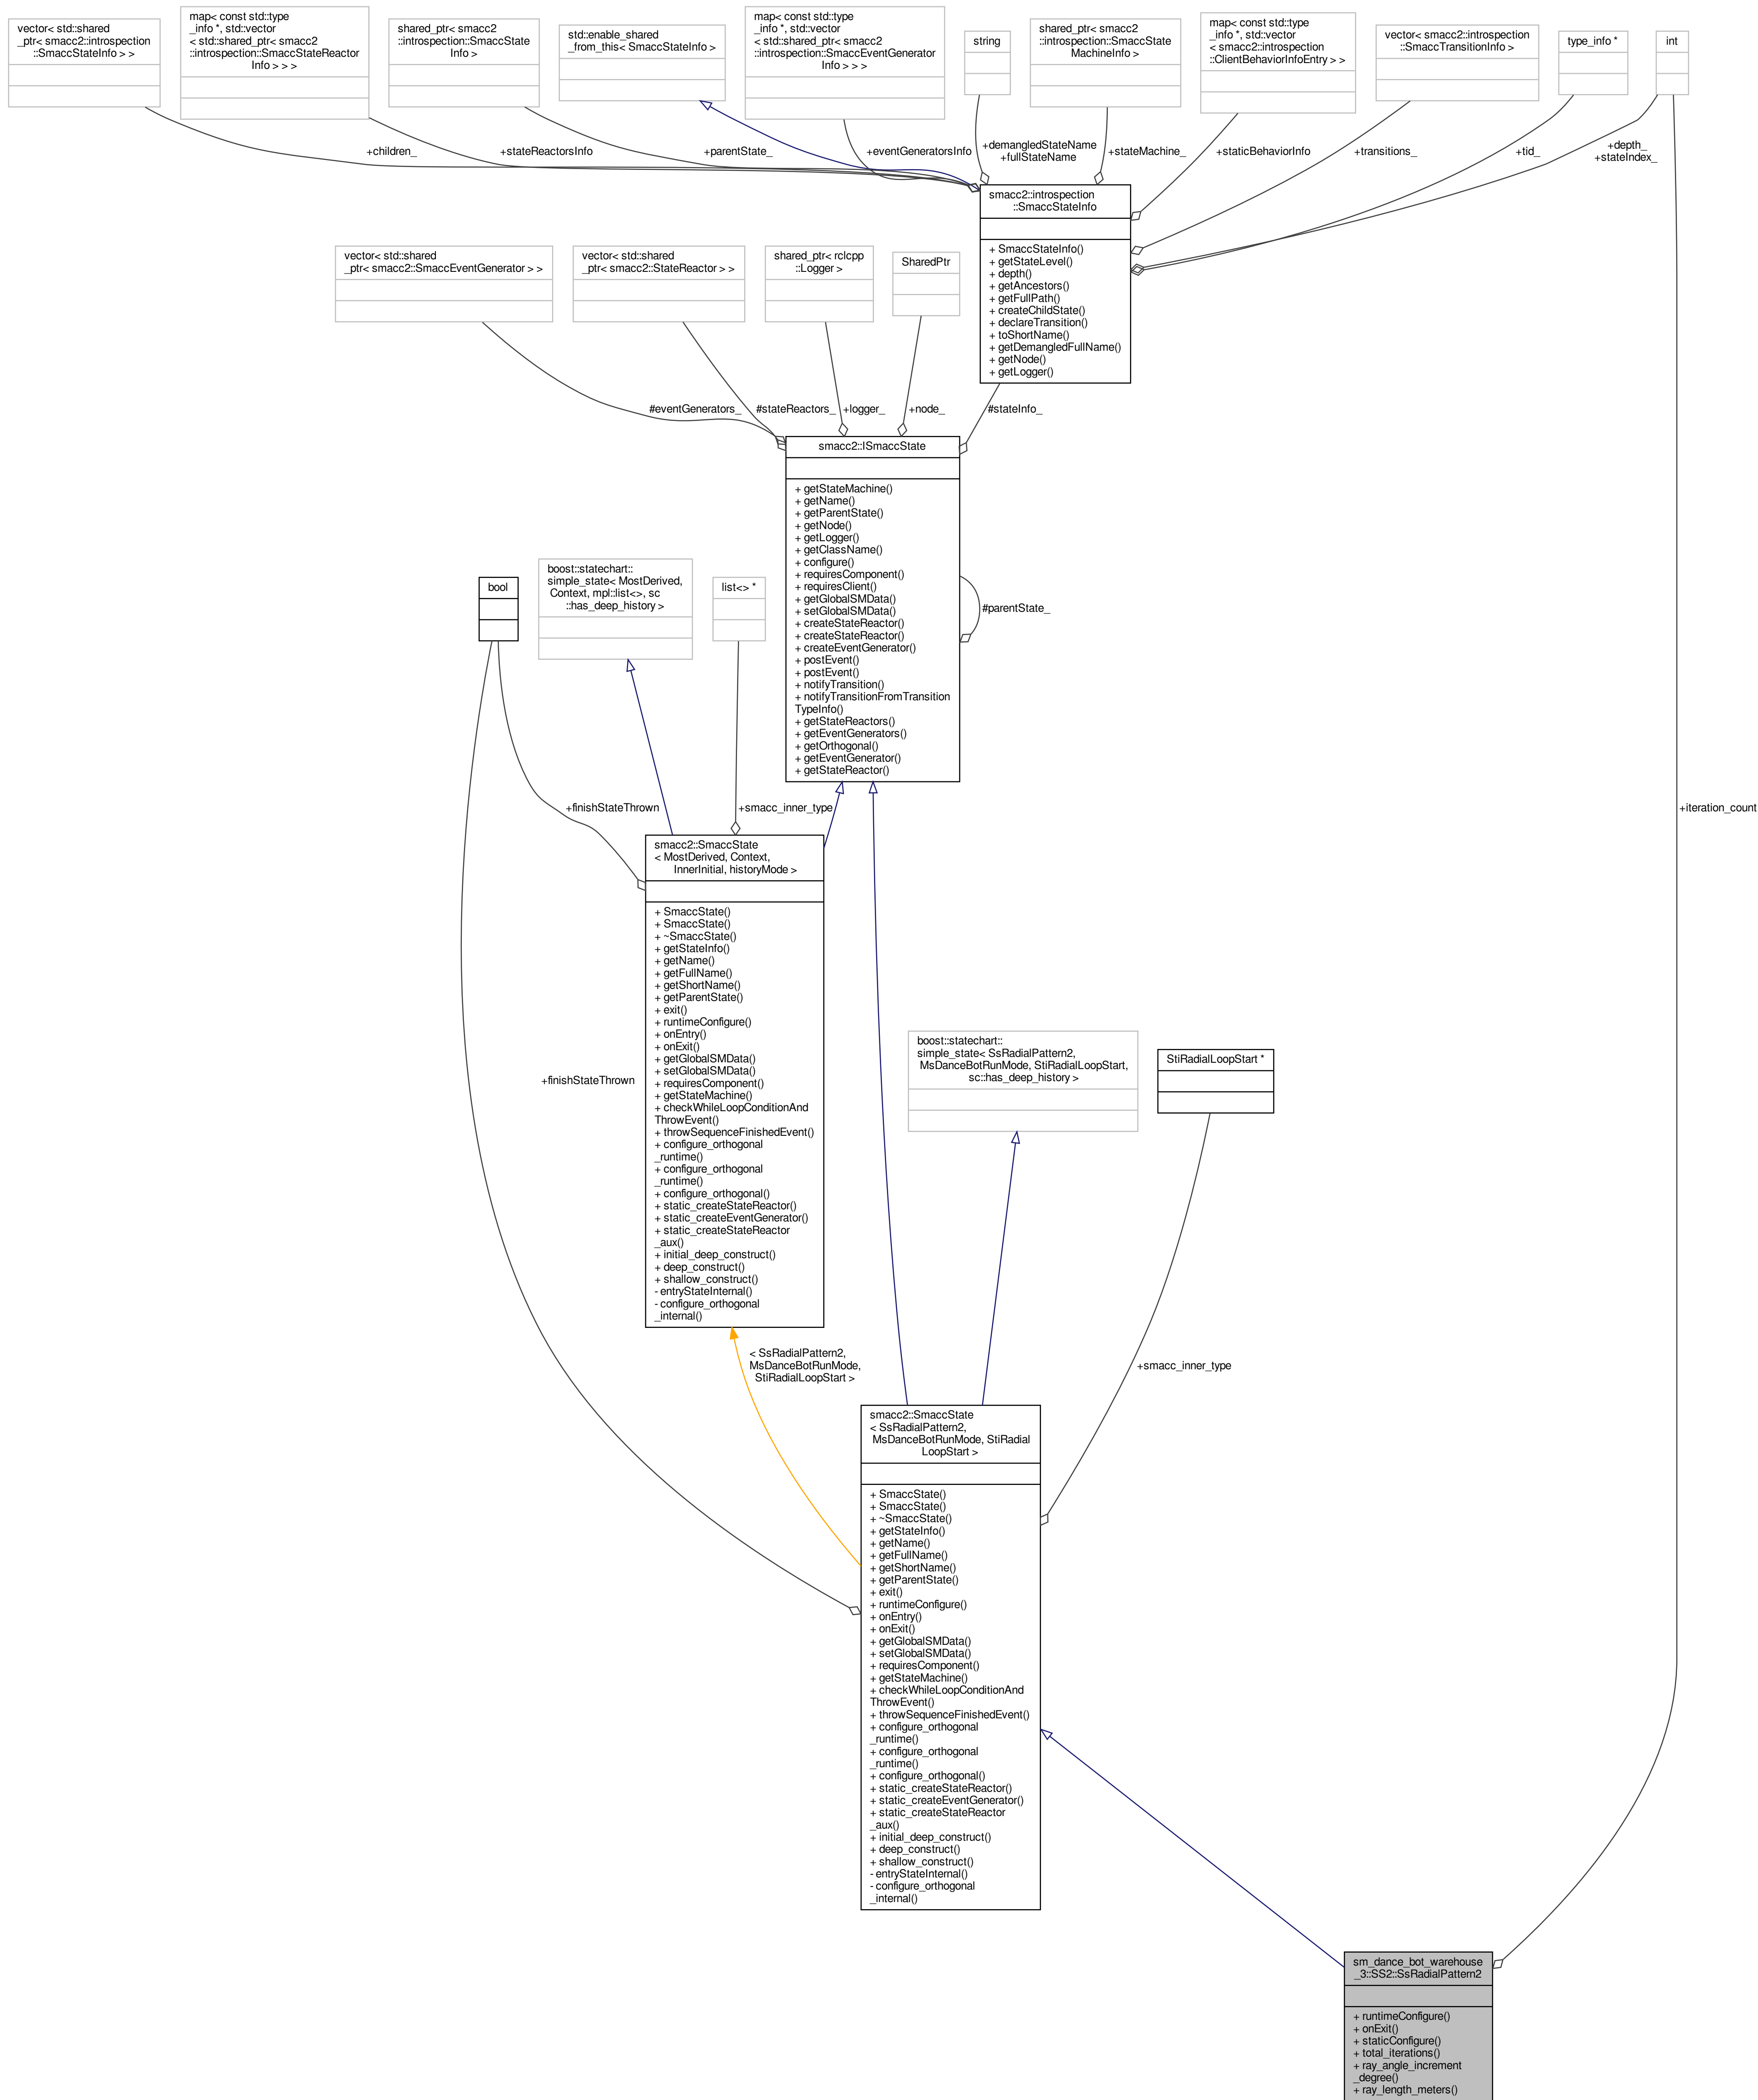 vector< std::shared
_ptr< smacc2::introspection
::SmaccStateInfo > >
map< const std::type
_info *, std::vector
< std::shared_ptr< smacc2
::introspection::SmaccStateReactor
Info > > >
shared_ptr< smacc2
::introspection::SmaccState
Info >
std::enable_shared
_from_this< SmaccStateInfo >
map< const std::type
_info *, std::vector
< std::shared_ptr< smacc2
::introspection::SmaccEventGenerator
Info > > >
string
shared_ptr< smacc2
::introspection::SmaccState
MachineInfo >
map< const std::type
_info *, std::vector
< smacc2::introspection
::ClientBehaviorInfoEntry > >
vector< smacc2::introspection
::SmaccTransitionInfo >
type_info *
int
+children_
+stateReactorsInfo
+parentState_
+eventGeneratorsInfo
+demangledStateName
+fullStateName
+stateMachine_
+staticBehaviorInfo
+transitions_
+tid_
+depth_
+stateIndex_
smacc2::introspection
::SmaccStateInfo
+ SmaccStateInfo()
+ getStateLevel()
+ depth()
+ getAncestors()
+ getFullPath()
+ createChildState()
+ declareTransition()
+ toShortName()
+ getDemangledFullName()
+ getNode()
+ getLogger()
vector< std::shared
_ptr< smacc2::SmaccEventGenerator > >
vector< std::shared
_ptr< smacc2::StateReactor > >
shared_ptr< rclcpp
::Logger >
SharedPtr
#eventGenerators_
#stateReactors_
+logger_
+node_
#stateInfo_
smacc2::ISmaccState
+ getStateMachine()
+ getName()
+ getParentState()
+ getNode()
+ getLogger()
+ getClassName()
+ configure()
+ requiresComponent()
+ requiresClient()
+ getGlobalSMData()
+ setGlobalSMData()
+ createStateReactor()
+ createStateReactor()
+ createEventGenerator()
+ postEvent()
+ postEvent()
+ notifyTransition()
+ notifyTransitionFromTransition
TypeInfo()
+ getStateReactors()
+ getEventGenerators()
+ getOrthogonal()
+ getEventGenerator()
+ getStateReactor()
#parentState_
bool
boost::statechart::
simple_state< MostDerived,
Context, mpl::list<>, sc
::has_deep_history >
list<> *
+finishStateThrown
+smacc_inner_type
+iteration_count
smacc2::SmaccState
< MostDerived, Context,
InnerInitial, historyMode >
+ SmaccState()
+ SmaccState()
+ ~SmaccState()
+ getStateInfo()
+ getName()
+ getFullName()
+ getShortName()
+ getParentState()
+ exit()
+ runtimeConfigure()
+ onEntry()
+ onExit()
+ getGlobalSMData()
+ setGlobalSMData()
+ requiresComponent()
+ getStateMachine()
+ checkWhileLoopConditionAnd
ThrowEvent()
+ throwSequenceFinishedEvent()
+ configure_orthogonal
_runtime()
+ configure_orthogonal
_runtime()
+ configure_orthogonal()
+ static_createStateReactor()
+ static_createEventGenerator()
+ static_createStateReactor
_aux()
+ initial_deep_construct()
+ deep_construct()
+ shallow_construct()
- entryStateInternal()
- configure_orthogonal
_internal()
+finishStateThrown
boost::statechart::
simple_state< SsRadialPattern2,
MsDanceBotRunMode, StiRadialLoopStart,
sc::has_deep_history >
StiRadialLoopStart *
< SsRadialPattern2,
MsDanceBotRunMode,
StiRadialLoopStart >
+smacc_inner_type
smacc2::SmaccState
< SsRadialPattern2,
MsDanceBotRunMode, StiRadial
LoopStart >
+ SmaccState()
+ SmaccState()
+ ~SmaccState()
+ getStateInfo()
+ getName()
+ getFullName()
+ getShortName()
+ getParentState()
+ exit()
+ runtimeConfigure()
+ onEntry()
+ onExit()
+ getGlobalSMData()
+ setGlobalSMData()
+ requiresComponent()
+ getStateMachine()
+ checkWhileLoopConditionAnd
ThrowEvent()
+ throwSequenceFinishedEvent()
+ configure_orthogonal
_runtime()
+ configure_orthogonal
_runtime()
+ configure_orthogonal()
+ static_createStateReactor()
+ static_createEventGenerator()
+ static_createStateReactor
_aux()
+ initial_deep_construct()
+ deep_construct()
+ shallow_construct()
- entryStateInternal()
- configure_orthogonal
_internal()
sm_dance_bot_warehouse
_3::SS2::SsRadialPattern2
+ runtimeConfigure()
+ onExit()
+ staticConfigure()
+ total_iterations()
+ ray_angle_increment
_degree()
+ ray_length_meters()